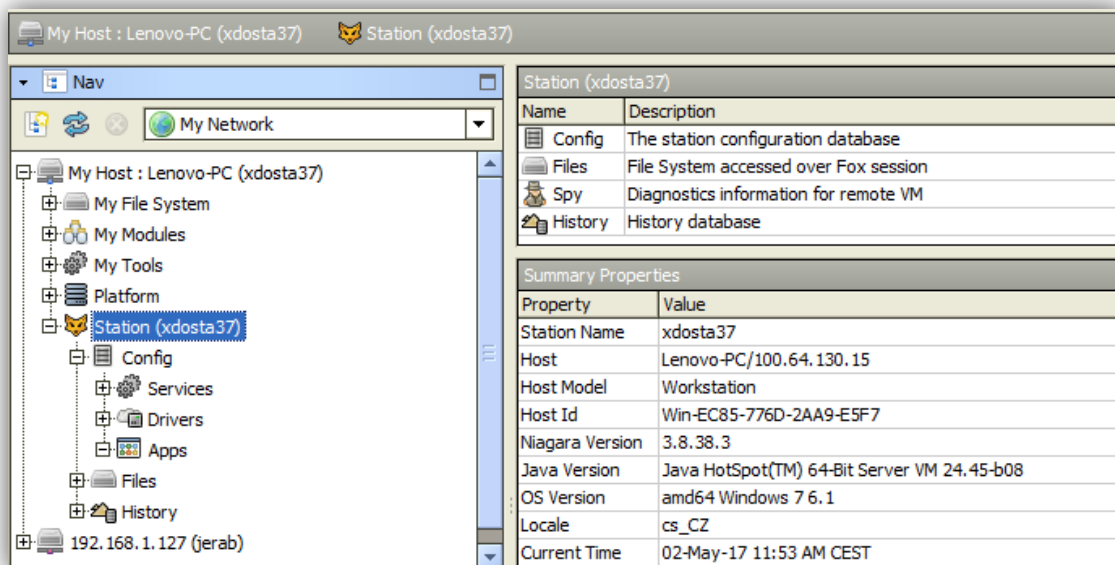 My Host : Lenovo-PC (xdosta37) Station (xdosta37)
Nav
My Network
My Host : Lenovo-PC (xdosta37)
My File System
My Modules
My Tools
Platform
Station (xdosta37)
Config
Services
Drivers
Apps
Files
History
192.168.1.127 (jerab)
Station (xdosta37)
Name Description
Config The station configuration database
Files File System accessed over Fox session
Spy Diagnostics information for remote VM
History History database
Summary Properties
Property Value
Station Name xdosta37
Host Lenovo-PC/100.64.130.15
Host Model Workstation
Host Id Win-EC85-776D-2AA9-E5F7
Niagara Version 3.8.38.3
Java Version Java HotSpot(TM) 64-Bit Server VM 24.45-b08
OS Version amd64 Windows 7 6.1
Locale cs_CZ
Current Time 02-May-17 11:53 AM CEST